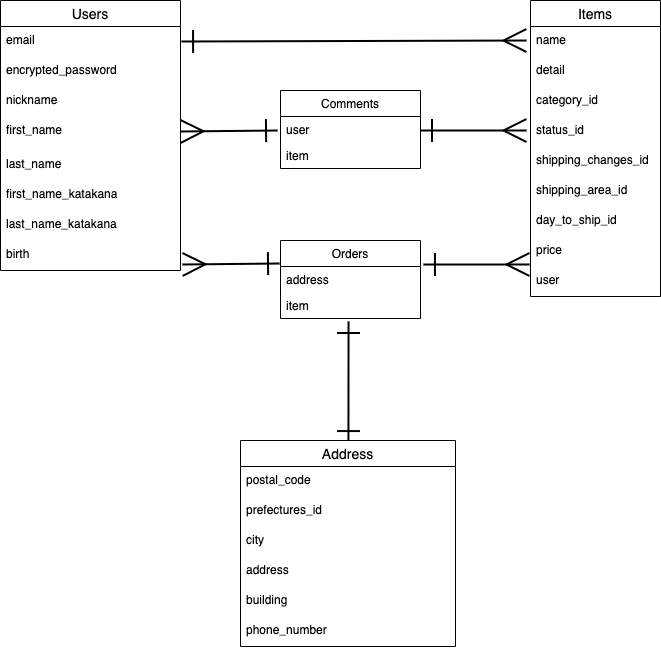 Users
email
encrypted_password
nickname
first_name
last_name
first_name_katakana
last_name_katakana
birth
Items
name
detail
category_id
status_id
shipping_changes_id
shipping_area_id
day_to_ship_id
price
user
Comments
user
item
Orders
address
item
Address
postal_code
prefectures_id
city
address
building
phone_number